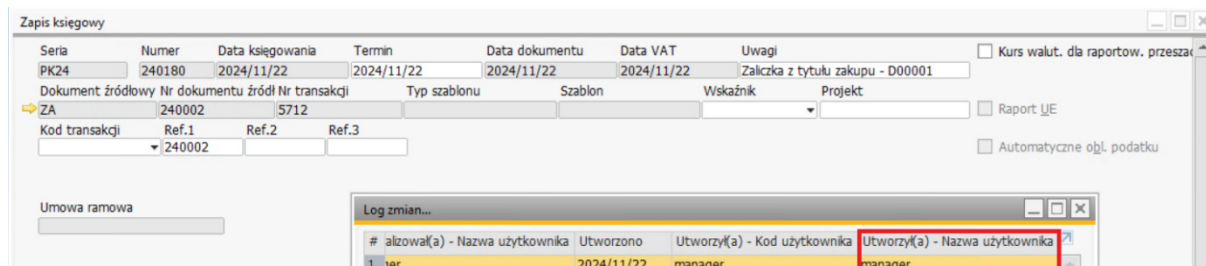 Zapis księgowy
Seria Numer Data księgowania Termin Data dokumentu Data VAT Uwagi Kurs walut. dla raportow. przeszac
PK24 240180 2024/11/22 2024/11/22 2024/11/22 2024/11/22 Zaliczka z tytułu zakupu - D00001
Dokument źródłowy Nr dokumentu źródł Nr transakcji Typ szablonu Szablon Wskaźnik Projekt
ZA 240002 5712 Raport UE
Kod transakcji Ref.1 Ref.2 Ref.3
240002 Automatyczne obl. podatku
Umowa ramowa
Log zmian...
# alizował(a) - Nazwa użytkownika Utworzono Utworzył(a) - Kod użytkownika Utworzył(a) - Nazwa użytkownika
1 2024/11/22 manager manager